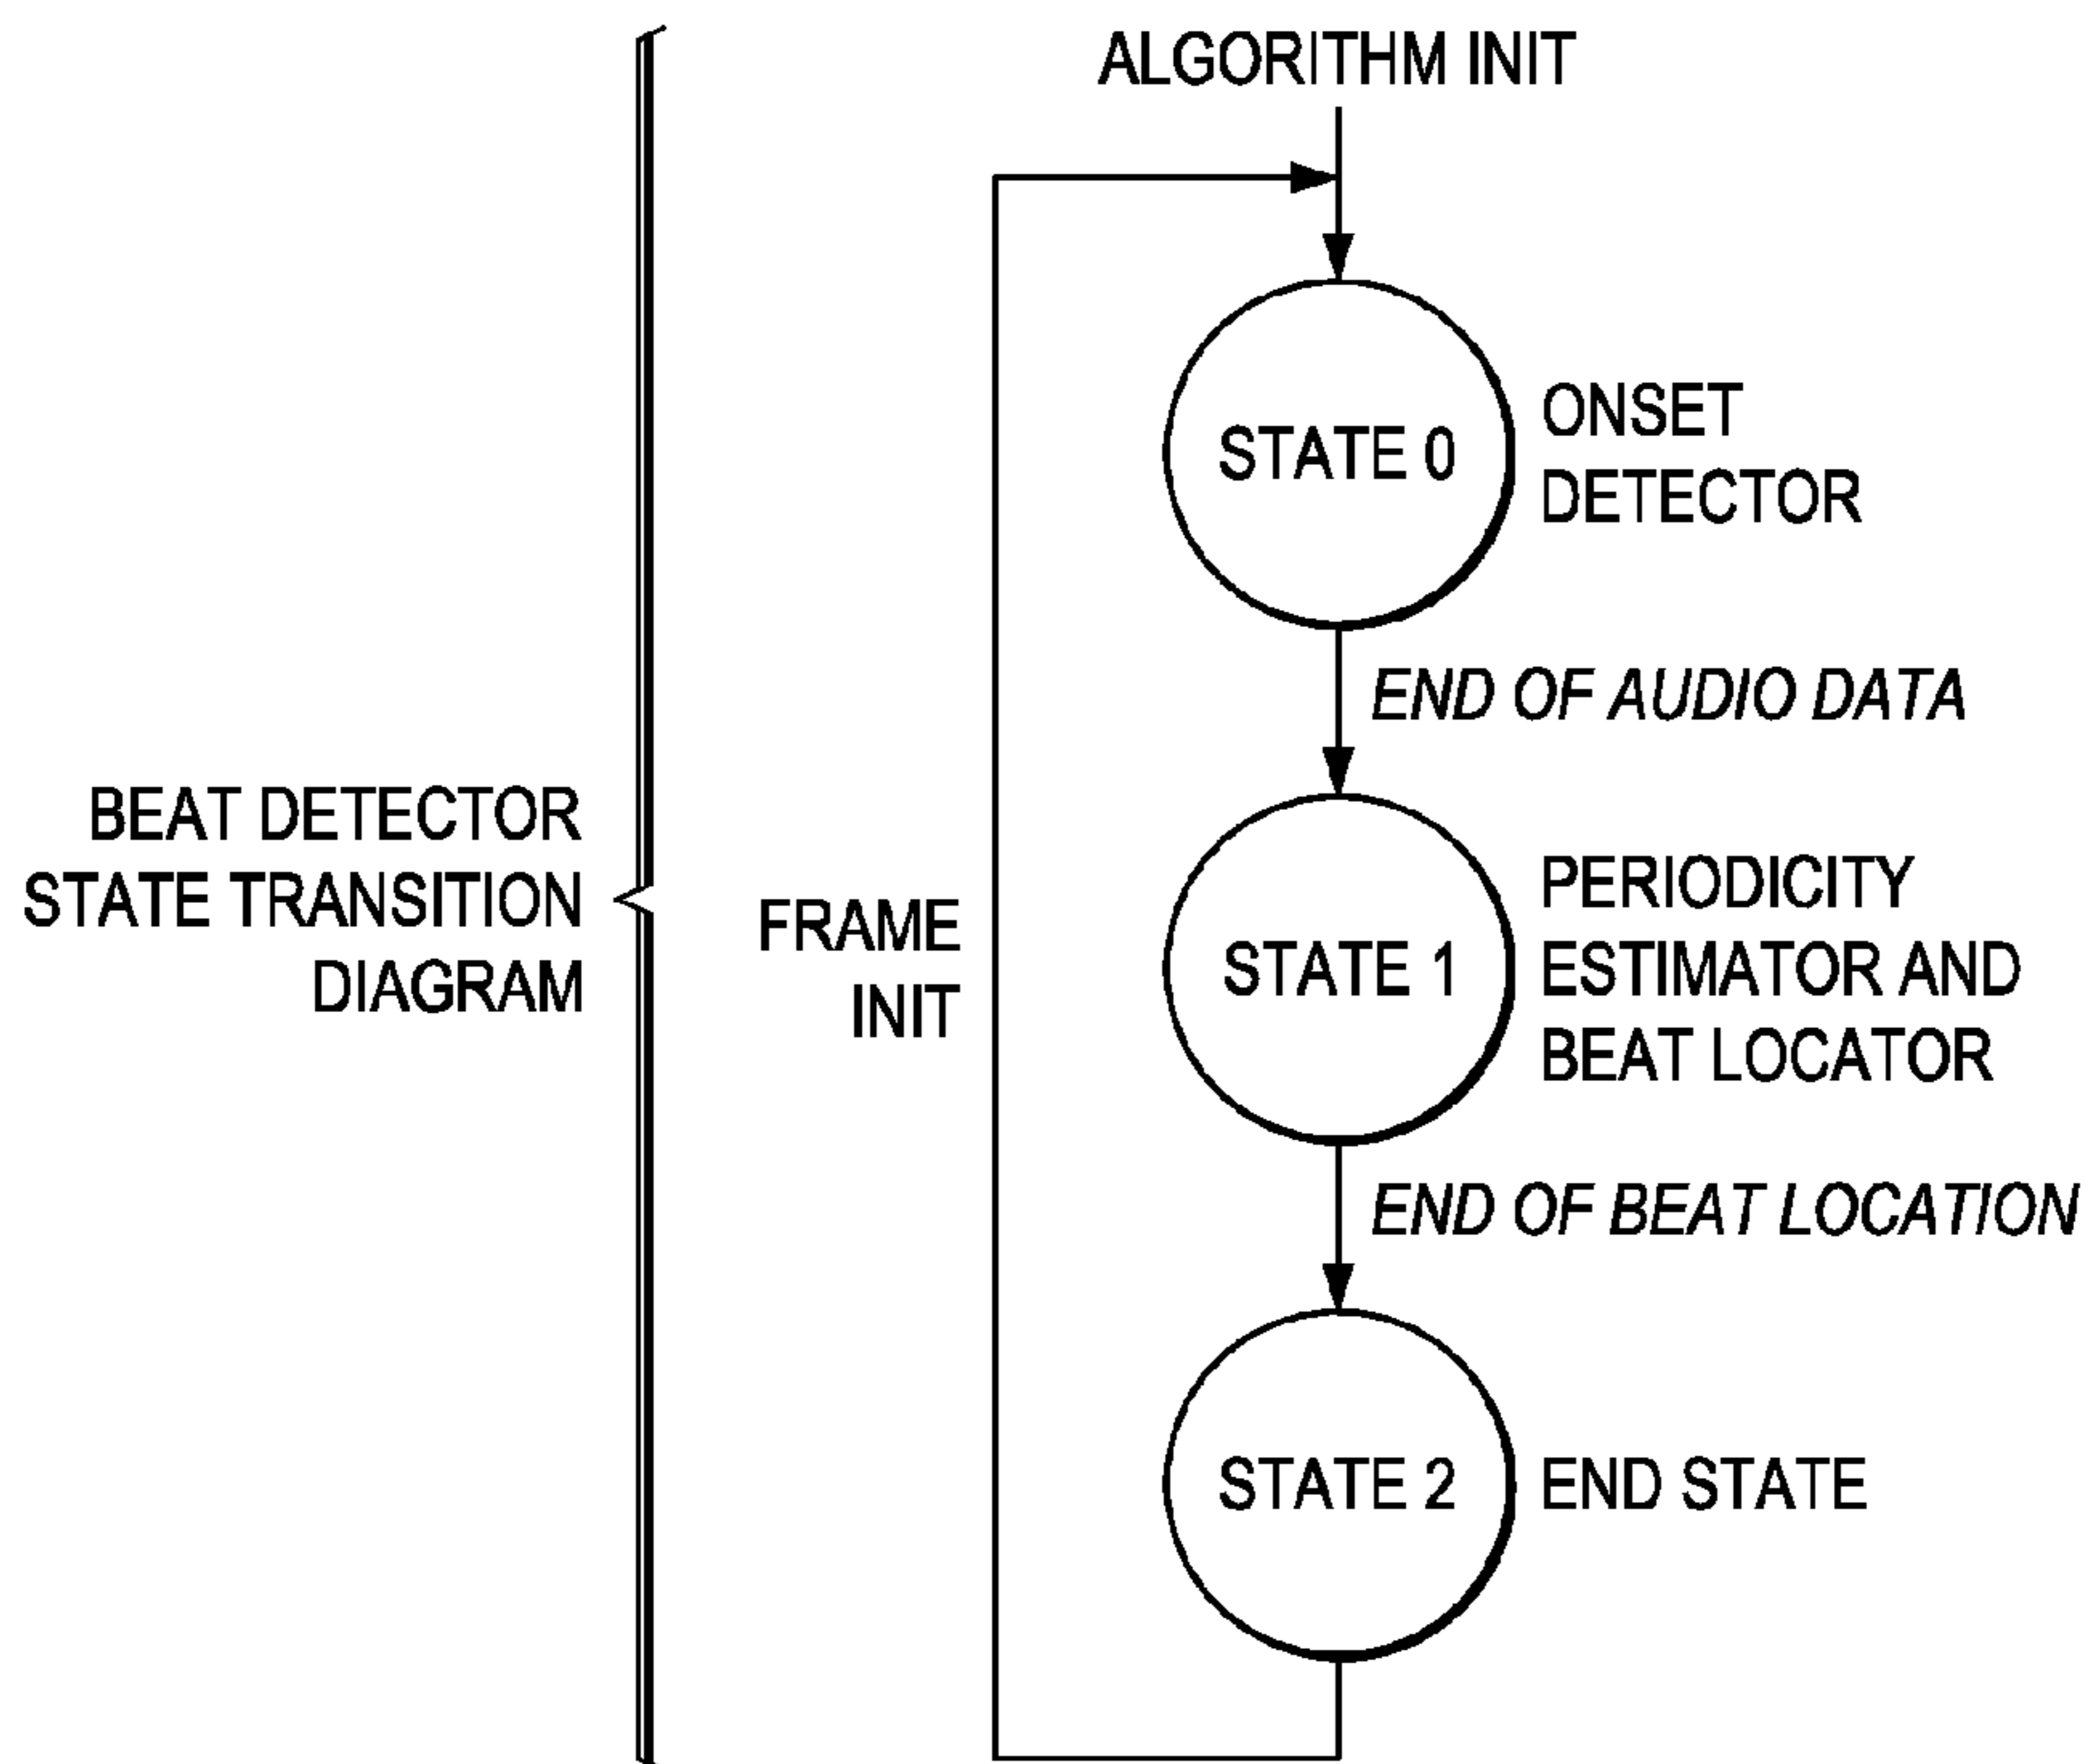 ALGORITHM INIT
STATE 0
ONSET
DETECTOR
END OF AUDIO DATA
BEAT DETECTOR
STATE TRANSITION
DIAGRAM
FRAME
INIT
STATE 1
PERIODICITY
ESTIMATOR AND
BEAT LOCATOR
END OF BEAT LOCATION
STATE 2
END STATE